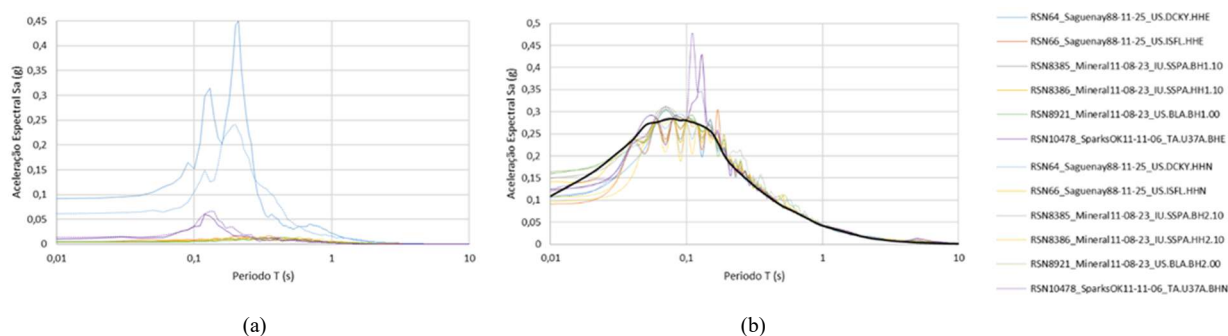 0,45
0,4
0,35
0,3
0,25
0,2
0,15
0,1
0,05
0
Aceleração Espectral Sa (g)
0,01
0,1
1
10
Período T (s)
(a)
0,5
0,45
0,4
0,35
0,3
0,25
0,2
0,15
0,1
0,05
0
Aceleração Espectral Sa (g)
0,01
0,1
1
10
Período T (s)
(b)
RSN64_Saguenay88-11-25_US.DCKY.HHE
RSN66_Saguenay88-11-25_US.ISFL.HHE
RSN8385_Mineral11-08-23_IU.SSPA.BH1.10
RSN8386_Mineral11-08-23_IU.SSPA.HH1.10
RSN8921_Mineral11-08-23_US.BLA.BH1.00
RSN10478_SparksOK11-11-06_TA.U37A.BHE
RSN64_Saguenay88-11-25_US.DCKY.HHN
RSN66_Saguenay88-11-25_US.ISFL.HHN
RSN8385_Mineral11-08-23_IU.SSPA.BH2.10
RSN8386_Mineral11-08-23_IU.SSPA.HH2.10
RSN8921_Mineral11-08-23_US.BLA.BH2.00
RSN10478_SparksOK11-11-06_TA.U37A.BHN